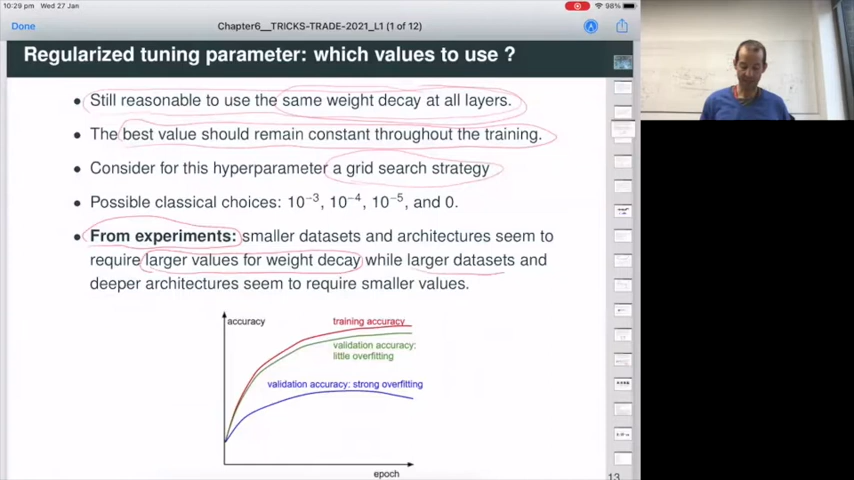 10:29 pm Wed 27 Jan
98%
Done
Chapter6__TRICKS-TRADE-2021_L1 (1 of 12)
Regularized tuning parameter: which values to use ?
• Still reasonable to use the same weight decay at all layers.
• The best value should remain constant throughout the training.
• Consider for this hyperparameter a grid search strategy
• Possible classical choices: 10⁻³, 10⁻⁴, 10⁻⁵, and 0.
• From experiments: smaller datasets and architectures seem to
require larger values for weight decay while larger datasets and
deeper architectures seem to require smaller values.
accuracy
training accuracy
validation accuracy:
little overfitting
validation accuracy: strong overfitting
epoch
13